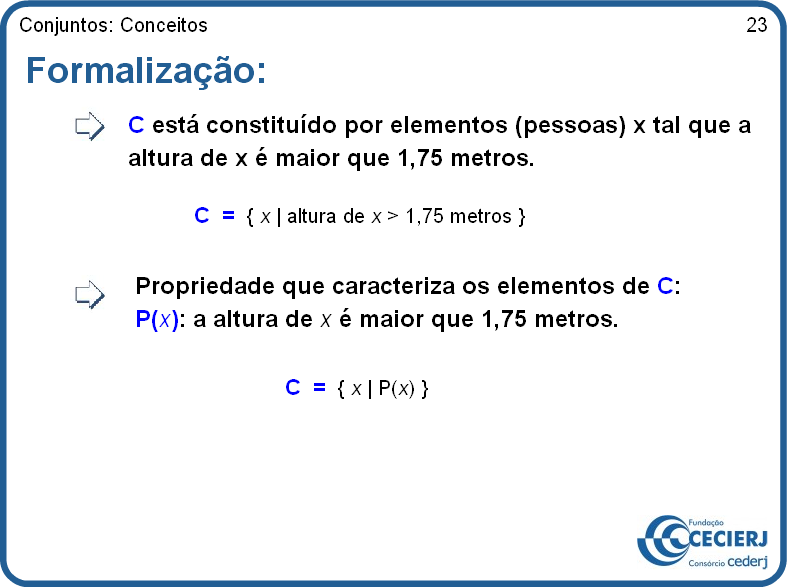 Conjuntos: Conceitos 23
Formalização:
C está constituído por elementos (pessoas) x tal que a
altura de x é maior que 1,75 metros.
C = { x | altura de x > 1,75 metros }
Propriedade que caracteriza os elementos de C:
P(x): a altura de x é maior que 1,75 metros.
C = { x | P(x) }
Fundação
CECIERJ
Consórcio cederj